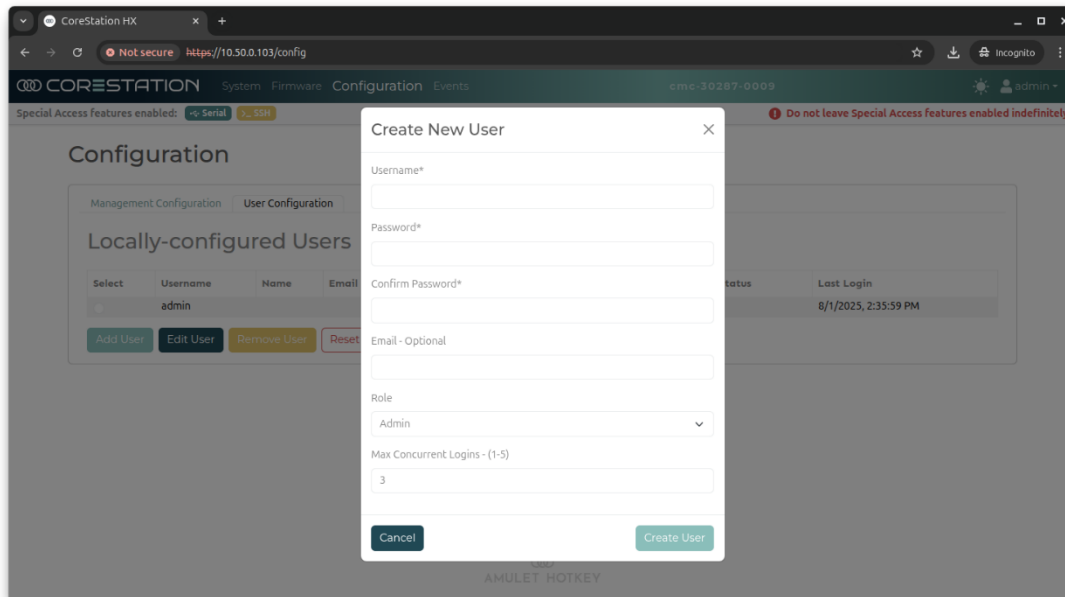 CoreStation HX
Not secure https://10.50.0.103/config
Incognito
CORESTATION System Firmware Configuration Events cmc-30287-0009 admin
Special Access features enabled: Serial SSH Do not leave Special Access features enabled indefinitely
Configuration
Management Configuration User Configuration
Locally-configured Users
Select Username Name Email tatus Last Login
admin 8/1/2025, 2:35:59 PM
Add User Edit User Remove User Reset
Create New User
Username*
Password*
Confirm Password*
Email - Optional
Role
Admin
Max Concurrent Logins - (1-5)
3
Cancel Create User
AMULET HOTKEY